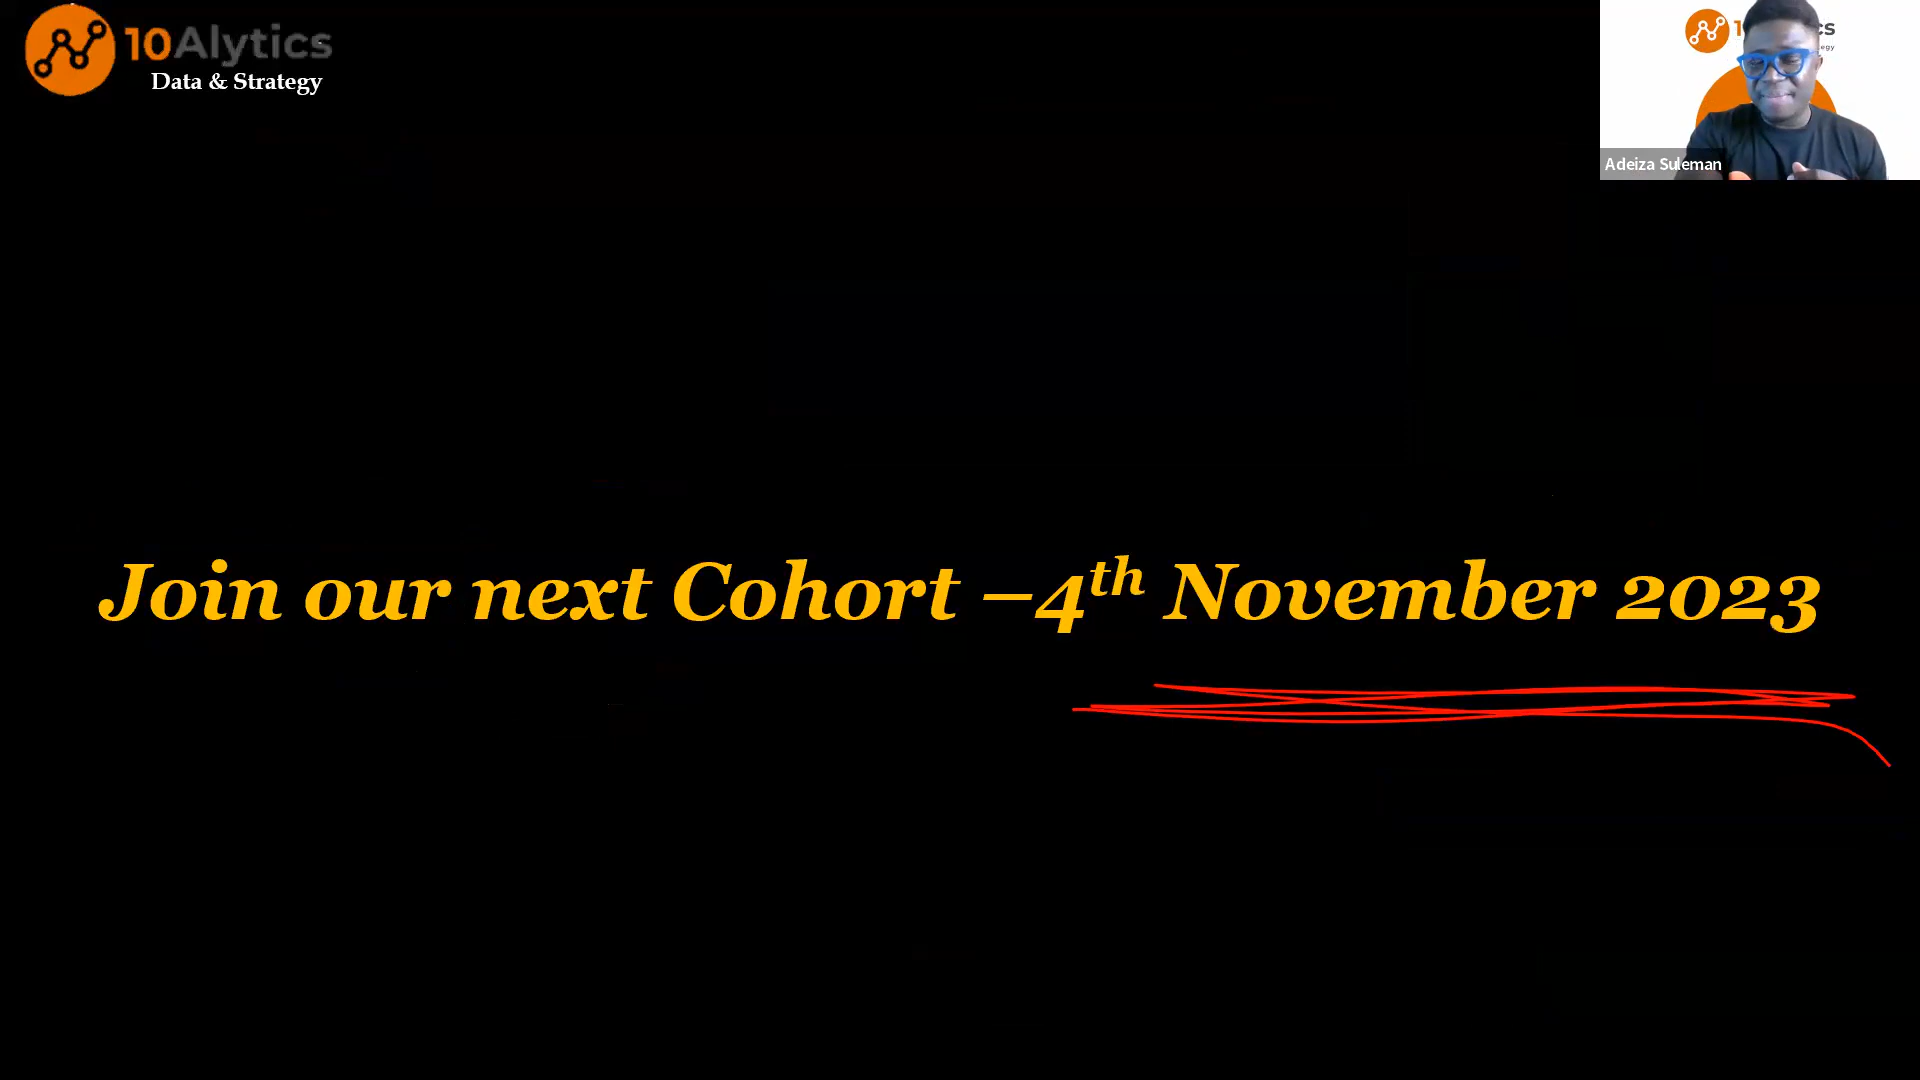 10Alytics
Data & Strategy
Adeiza Suleman
Join our next Cohort –4th November 2023